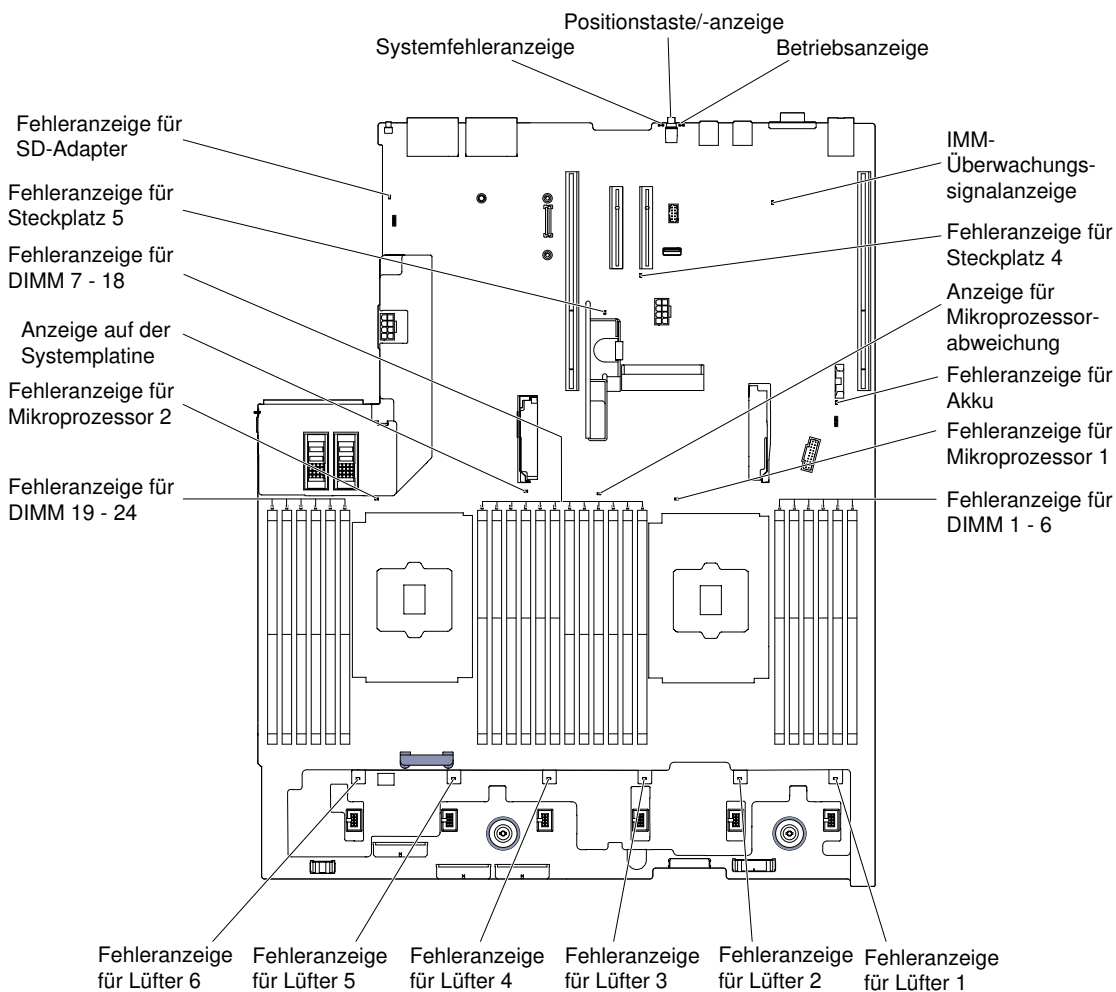 Positionstaste/-anzeige
Systemfehleranzeige
Betriebsanzeige
Fehleranzeige für
SD-Adapter
Fehleranzeige für
Steckplatz 5
Fehleranzeige für
DIMM 7 - 18
Anzeige auf der
Systemplatine
Fehleranzeige für
Mikroprozessor 2
Fehleranzeige für
DIMM 19 - 24
IMM-
Überwachungs-
signalanzeige
Fehleranzeige für
Steckplatz 4
Anzeige für
Mikroprozessor-
abweichung
Fehleranzeige für
Akku
Fehleranzeige für
Mikroprozessor 1
Fehleranzeige für
DIMM 1 - 6
Fehleranzeige
für Lüfter 6
Fehleranzeige
für Lüfter 5
Fehleranzeige
für Lüfter 4
Fehleranzeige
für Lüfter 3
Fehleranzeige
für Lüfter 2
Fehleranzeige
für Lüfter 1